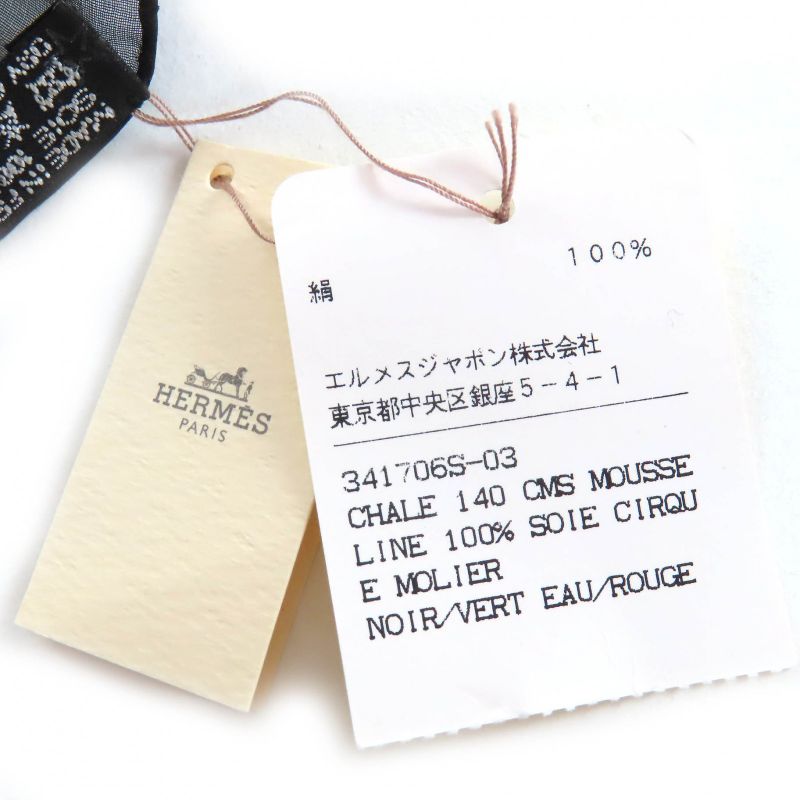 HERMÈS
PARIS
絹 100%
エルメスジャポン株式会社
東京都中央区銀座5-4-1
341706S-03
CHALE 140 CMS MOUSSE
LINE 100% SOIE CIRQU
E MOLIER
NOIR/VERT EAU/ROUGE